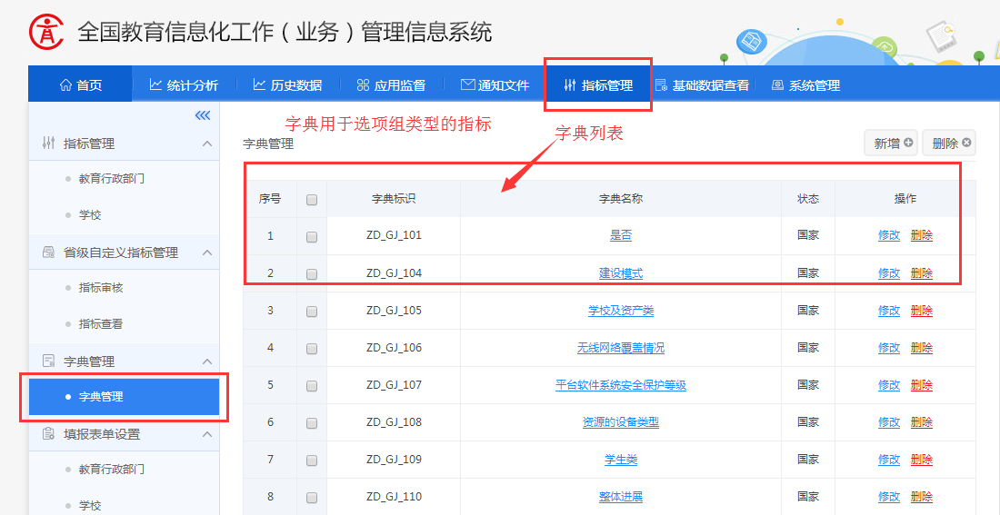 全国教育信息化工作（业务）管理信息系统
首页 统计分析 历史数据 应用监督 通知文件 指标管理 基础数据查看 系统管理
字典用于选项组类型的指标
字典列表
指标管理
教育行政部门
学校
省级自定义指标管理
指标审核
指标查看
字典管理
字典管理
填报表单设置
教育行政部门
学校
字典管理 新增 删除
序号 字典标识 字典名称 状态 操作
1 ZD_GJ_101 是否 国家 修改 删除
2 ZD_GJ_104 建设模式 国家 修改 删除
3 ZD_GJ_105 学校及资产类 国家 修改 删除
4 ZD_GJ_106 无线网络覆盖情况 国家 修改 删除
5 ZD_GJ_107 平台软件系统安全保护等级 国家 修改 删除
6 ZD_GJ_108 资源的设备类型 国家 修改 删除
7 ZD_GJ_109 学生类 国家 修改 删除
8 ZD_GJ_110 整体进展 国家 修改 删除